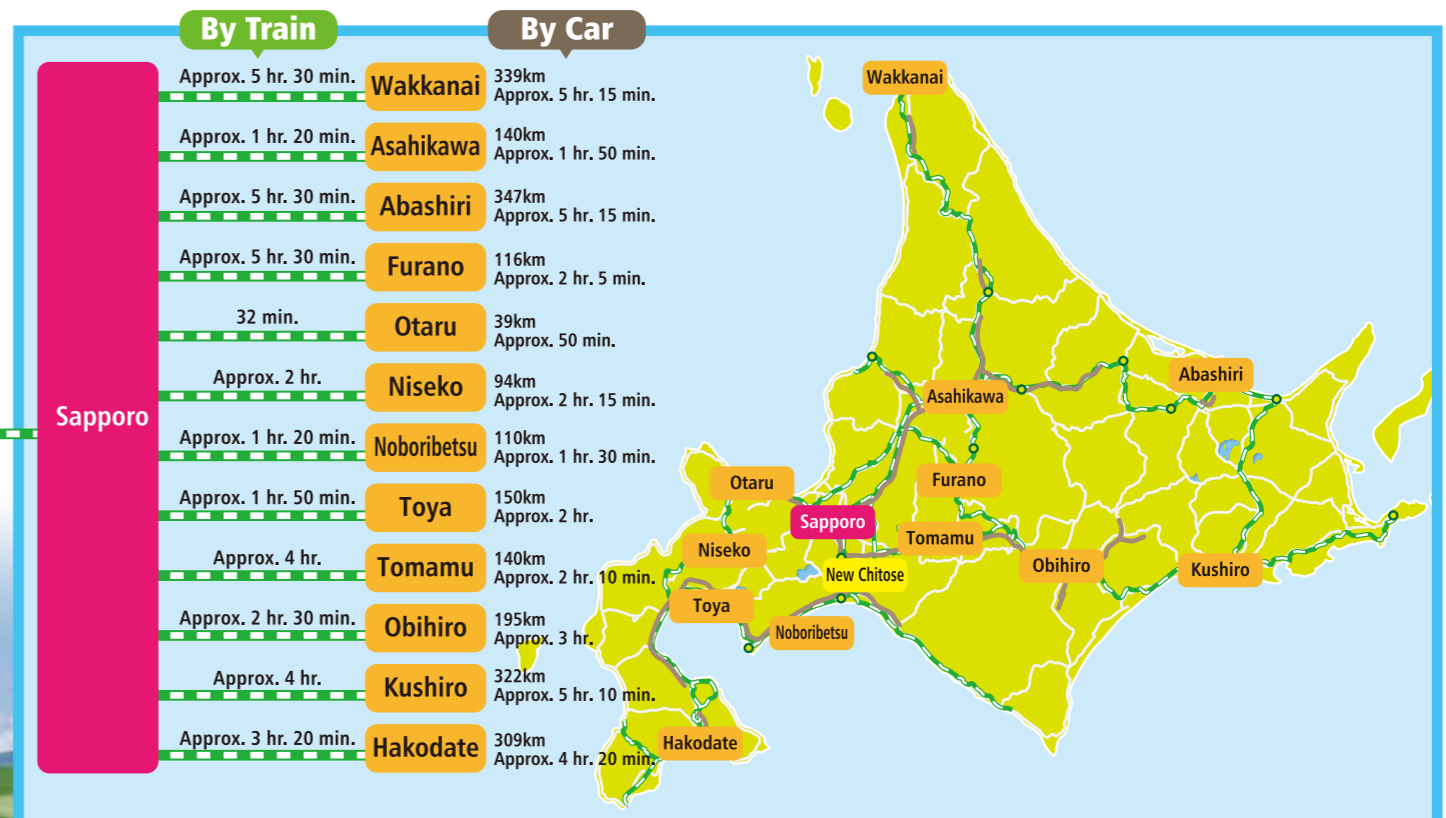 By Train
By Car
Sapporo
Approx. 5 hr. 30 min.
Wakkanai
339km
Approx. 5 hr. 15 min.
Approx. 1 hr. 20 min.
Asahikawa
140km
Approx. 1 hr. 50 min.
Approx. 5 hr. 30 min.
Abashiri
347km
Approx. 5 hr. 15 min.
Approx. 5 hr. 30 min.
Furano
116km
Approx. 2 hr. 5 min.
32 min.
Otaru
39km
Approx. 50 min.
Approx. 2 hr.
Niseko
94km
Approx. 2 hr. 15 min.
Approx. 1 hr. 20 min.
Noboribetsu
110km
Approx. 1 hr. 30 min.
Approx. 1 hr. 50 min.
Toya
150km
Approx. 2 hr.
Approx. 4 hr.
Tomamu
140km
Approx. 2 hr. 10 min.
Approx. 2 hr. 30 min.
Obihiro
195km
Approx. 3 hr.
Approx. 4 hr.
Kushiro
322km
Approx. 5 hr. 10 min.
Approx. 3 hr. 20 min.
Hakodate
309km
Approx. 4 hr. 20 min.
Wakkanai
Abashiri
Asahikawa
Otaru
Furano
Sapporo
Tomamu
Niseko
Obihiro
Kushiro
New Chitose
Toya
Noboribetsu
Hakodate